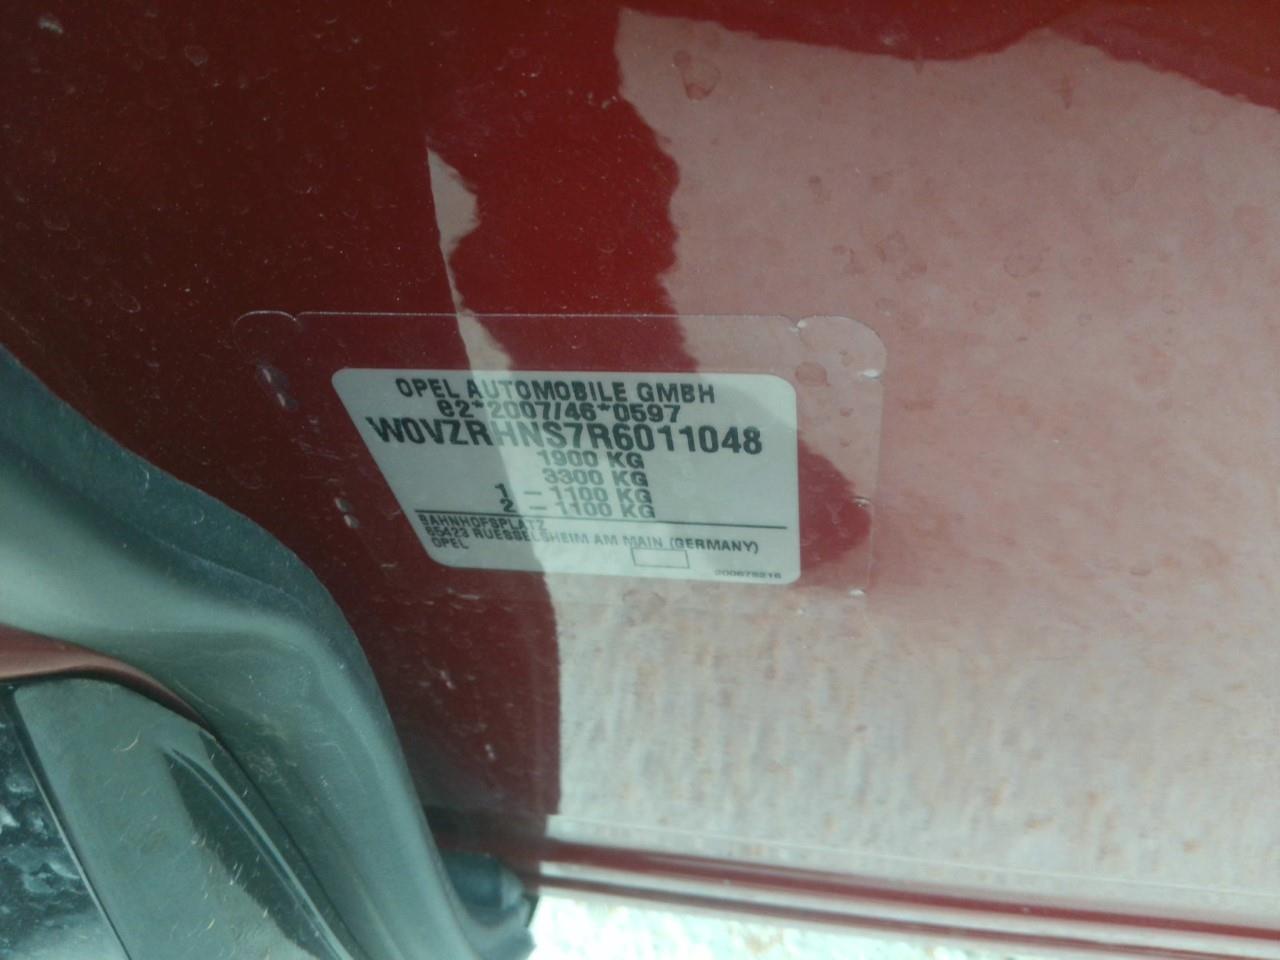 OPEL AUTOMOBILE GMBH
e2*2007/46*0597
W0VZRHNS7R6011048
1900 KG
3300 KG
1 - 1100 KG
2 - 1100 KG
BAHNHOFSPLATZ
65423 RUESSELSHEIM AM MAIN (GERMANY)
OPEL
200678216